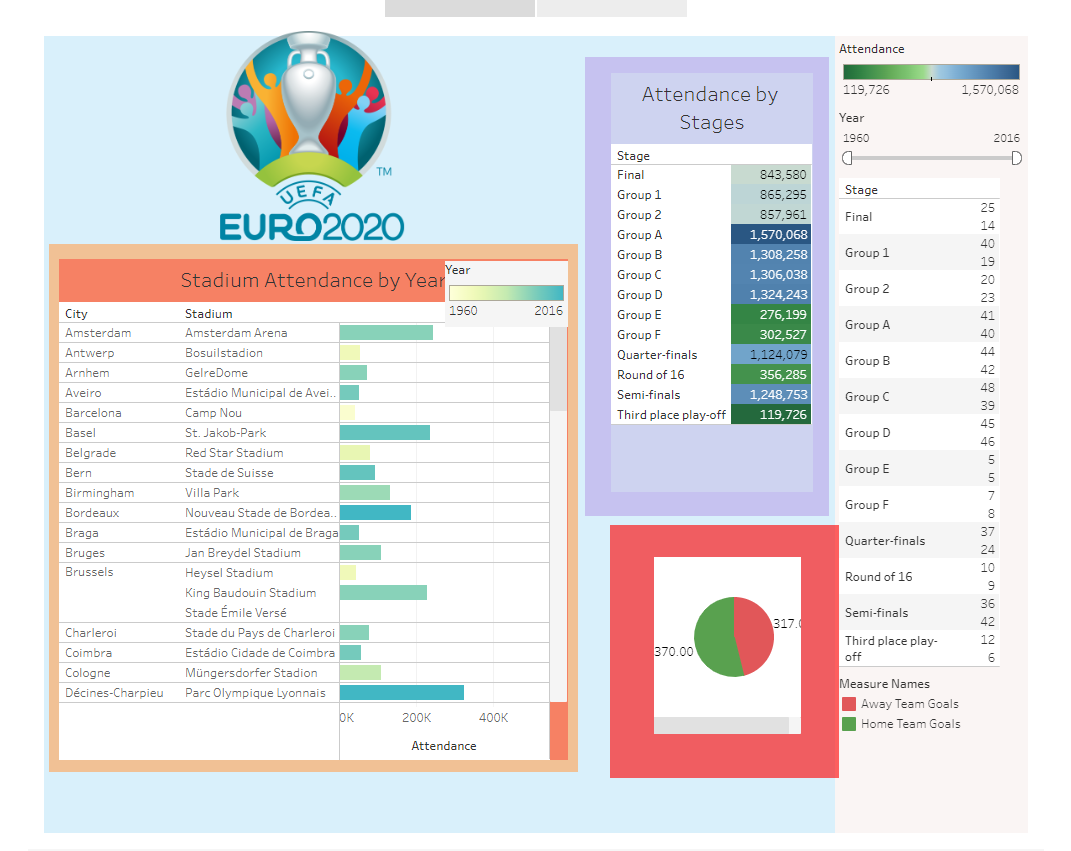 UEFA
EURO2020
TM
Stadium Attendance by Year
Year
1960 2016
City Stadium
Amsterdam Amsterdam Arena
Antwerp Bosuilstadion
Arnhem GelreDome
Aveiro Estádio Municipal de Avei..
Barcelona Camp Nou
Basel St. Jakob-Park
Belgrade Red Star Stadium
Bern Stade de Suisse
Birmingham Villa Park
Bordeaux Nouveau Stade de Bordea..
Braga Estádio Municipal de Braga
Bruges Jan Breydel Stadium
Brussels Heysel Stadium
King Baudouin Stadium
Stade Émile Versé
Charleroi Stade du Pays de Charleroi
Coimbra Estádio Cidade de Coimbra
Cologne Müngersdorfer Stadion
Décines-Charpieu Parc Olympique Lyonnais
0K 200K 400K
Attendance
Attendance by
Stages
Stage
Final 843,580
Group 1 865,295
Group 2 857,961
Group A 1,570,068
Group B 1,308,258
Group C 1,306,038
Group D 1,324,243
Group E 276,199
Group F 302,527
Quarter-finals 1,124,079
Round of 16 356,285
Semi-finals 1,248,753
Third place play-off 119,726
317.0
370.00
Attendance
119,726 1,570,068
Year
1960 2016
Stage
Final 25
14
Group 1 40
19
Group 2 20
23
Group A 41
40
Group B 44
42
Group C 48
39
Group D 45
46
Group E 5
5
Group F 7
8
Quarter-finals 37
24
Round of 16 10
9
Semi-finals 36
42
Third place play- 12
off 6
Measure Names
Away Team Goals
Home Team Goals